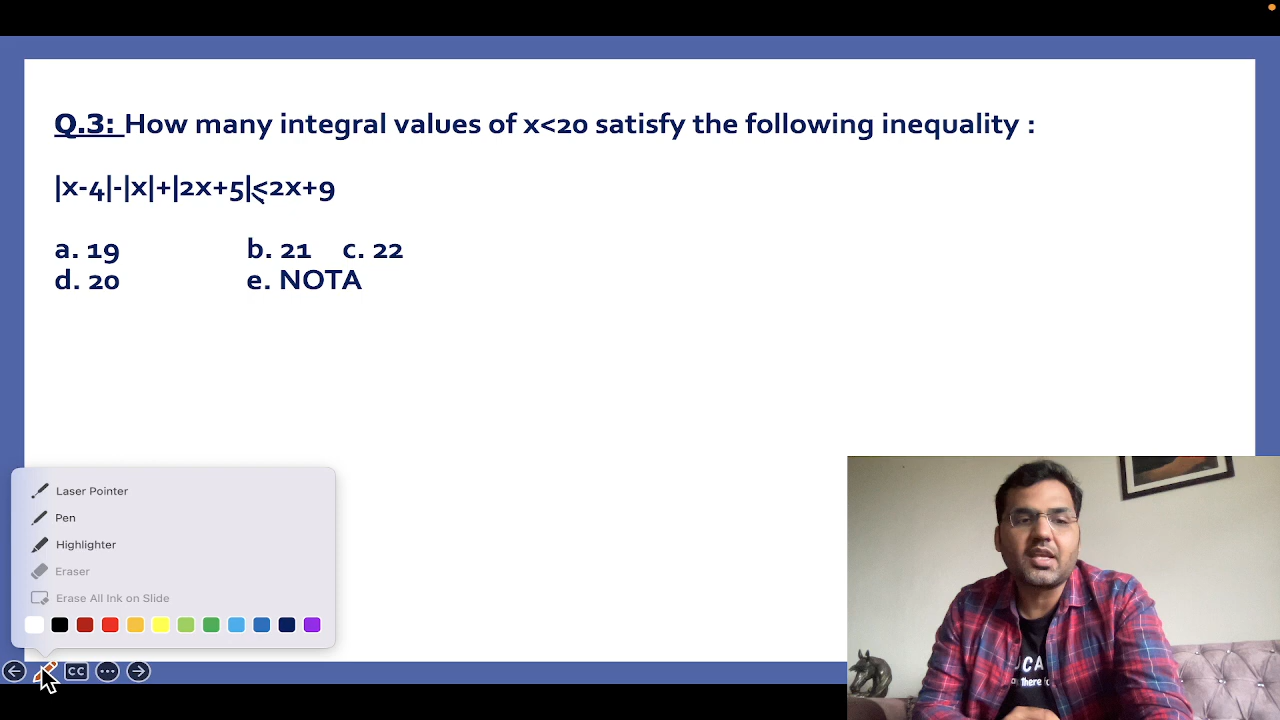 Q.3: How many integral values of x<20 satisfy the following inequality :
|x-4|-|x|+|2x+5|≤2x+9
a. 19 b. 21 c. 22
d. 20 e. NOTA
Laser Pointer
Pen
Highlighter
Eraser
Erase All Ink on Slide
CC